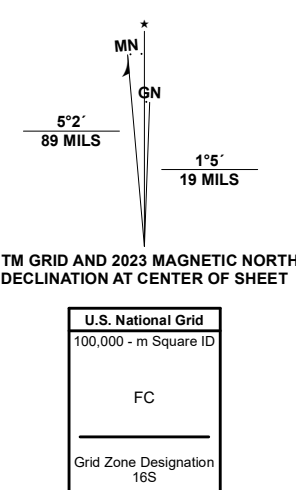 MN
GN
5°2´
89 MILS
1°5´
19 MILS
TM GRID AND 2023 MAGNETIC NORTH
DECLINATION AT CENTER OF SHEET
U.S. National Grid
100,000 - m Square ID
FC
Grid Zone Designation
16S